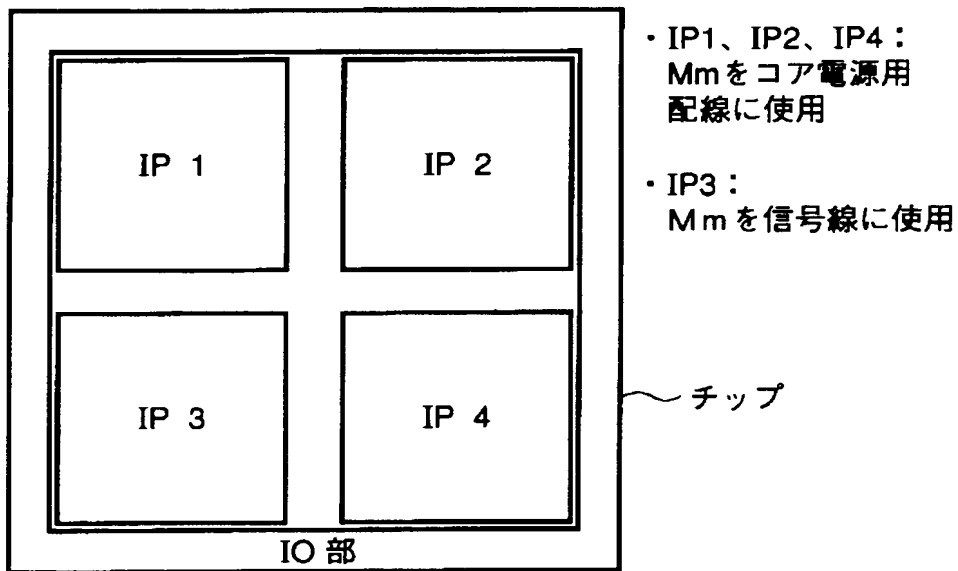 IP 1
IP 2
IP 3
IP 4
IO 部
・IP1、IP2、IP4：
Mmをコア電源用
配線に使用
・IP3：
Mmを信号線に使用
チップ